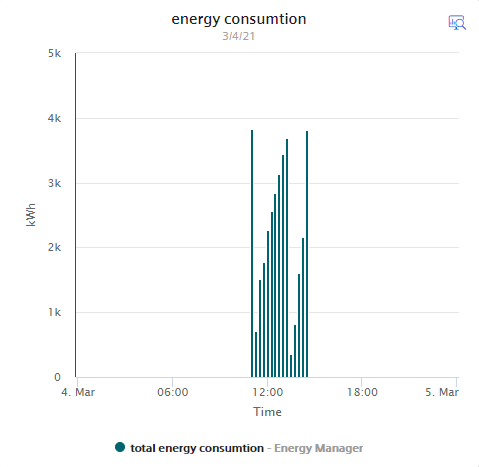 energy consumtion
3/4/21
5k
4k
3k
2k
1k
0
kWh
4. Mar
06:00
12:00
18:00
5. Mar
Time
total energy consumtion - Energy Manager